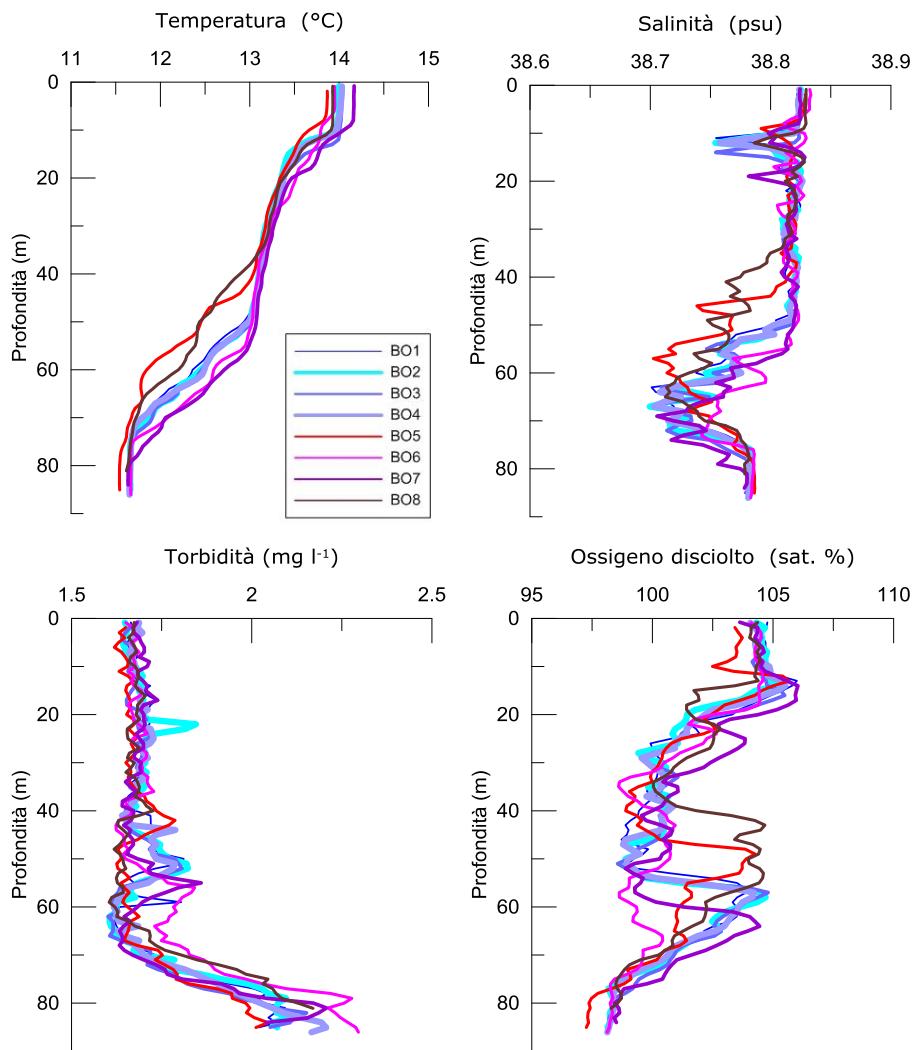 Temperatura (°C)
11 12 13 14 15
0
20
40
60
80
Profondità (m)
BO1
BO2
BO3
BO4
BO5
BO6
BO7
BO8
Salinità (psu)
38.6 38.7 38.8 38.9
0
20
40
60
80
Profondità (m)
Torbidità (mg l⁻¹)
1.5 2 2.5
0
20
40
60
80
Profondità (m)
Ossigeno disciolto (sat. %)
95 100 105 110
0
20
40
60
80
Profondità (m)